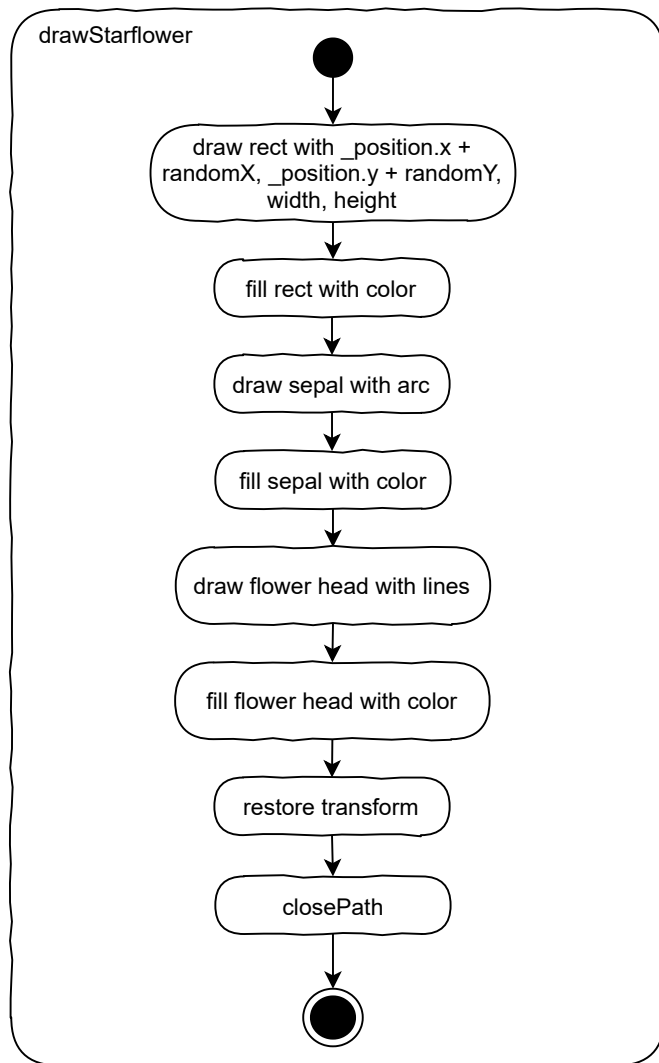 drawStarflower
draw rect with _position.x +
randomX, _position.y + randomY,
width, height
fill rect with color
draw sepal with arc
fill sepal with color
draw flower head with lines
fill flower head with color
restore transform
closePath